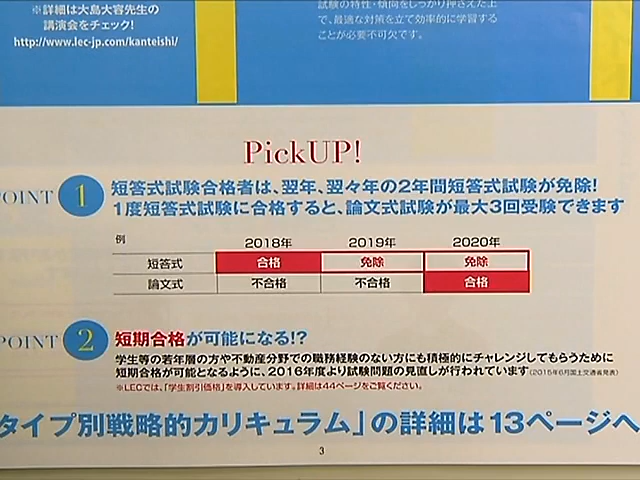 ※詳細は大島大容先生の
講演会をチェック!
http://www.lec-jp.com/kanteishi/
試験の特性・傾向をしっかり押さえた上
で、最適な対策を立て効率的に学習する
ことが必要不可欠です。
PickUP!
POINT 1
短答式試験合格者は、翌年、翌々年の2年間短答式試験が免除!
1度短答式試験に合格すると、論文式試験が最大3回受験できます
例
2018年 2019年 2020年
短答式 合格 免除 免除
論文式 不合格 不合格 合格
POINT 2
短期合格が可能になる!?
学生等の若年層の方や不動産分野での職務経験のない方にも積極的にチャレンジしてもらうために
短期合格が可能となるように、2016年度より試験問題の見直しが行われています(2015年6月国土交通省発表)
※LECでは、「学生割引価格」を導入しています。詳細は44ページをご覧ください。
タイプ別戦略的カリキュラム」の詳細は13ページへ
3